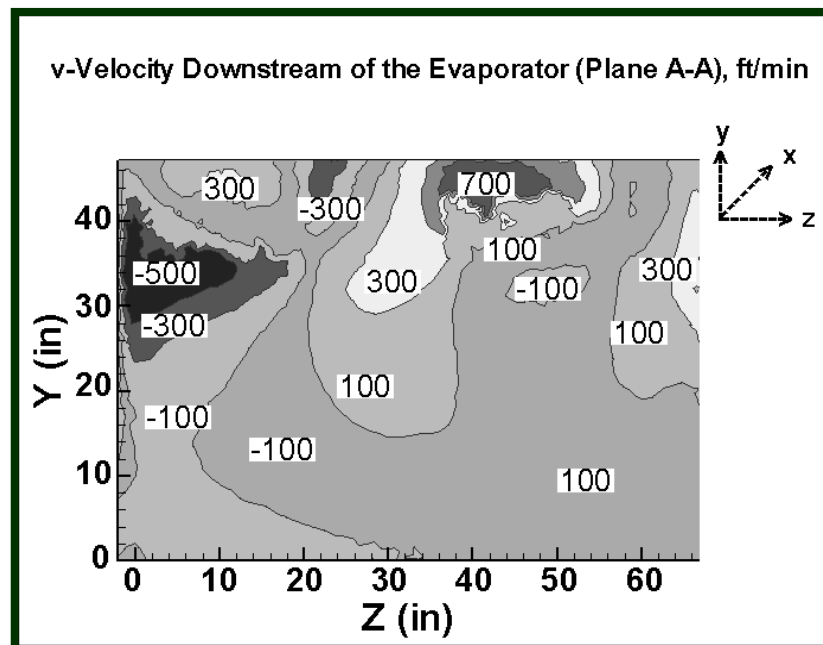 v-Velocity Downstream of the Evaporator (Plane A-A), ft/min
y
x
z
300
700
-300
40
100
-500
300
-100
300
30
-300
100
Y (in)
20
100
-100
-100
10
100
0
0 10 20 30 40 50 60
Z (in)